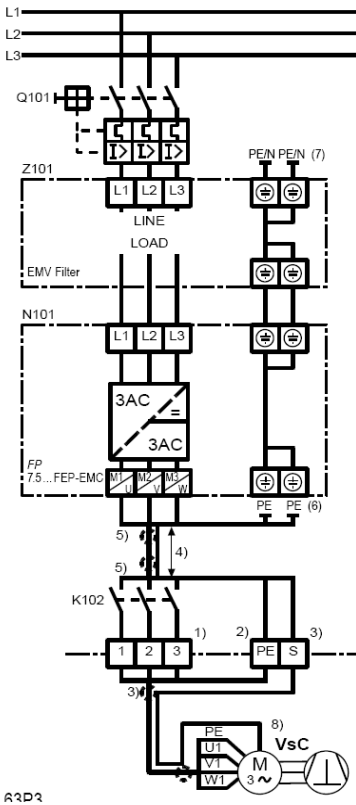 L1
L2
L3
Q101
I> I> I>
PE/N PE/N (7)
Z101
L1 L2 L3
LINE
LOAD
EMV Filter
N101
L1 L2 L3
3AC
=
3AC
FP
7.5...FEP-EMC
M1 M2 M3
U V W
PE PE (6)
5)
4)
5)
K102
1) 2) 3)
1 2 3 PE S
3)
8)
PE
U1
V1
W1
M
3~
VsC
63P3